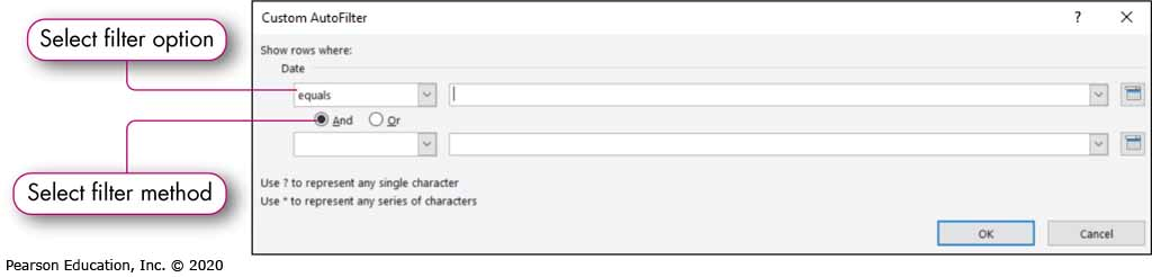 Custom AutoFilter ? ×
Select filter option
Show rows where:
Date
equals
And Or
Select filter method
Use ? to represent any single character
Use * to represent any series of characters
OK Cancel
Pearson Education, Inc. © 2020